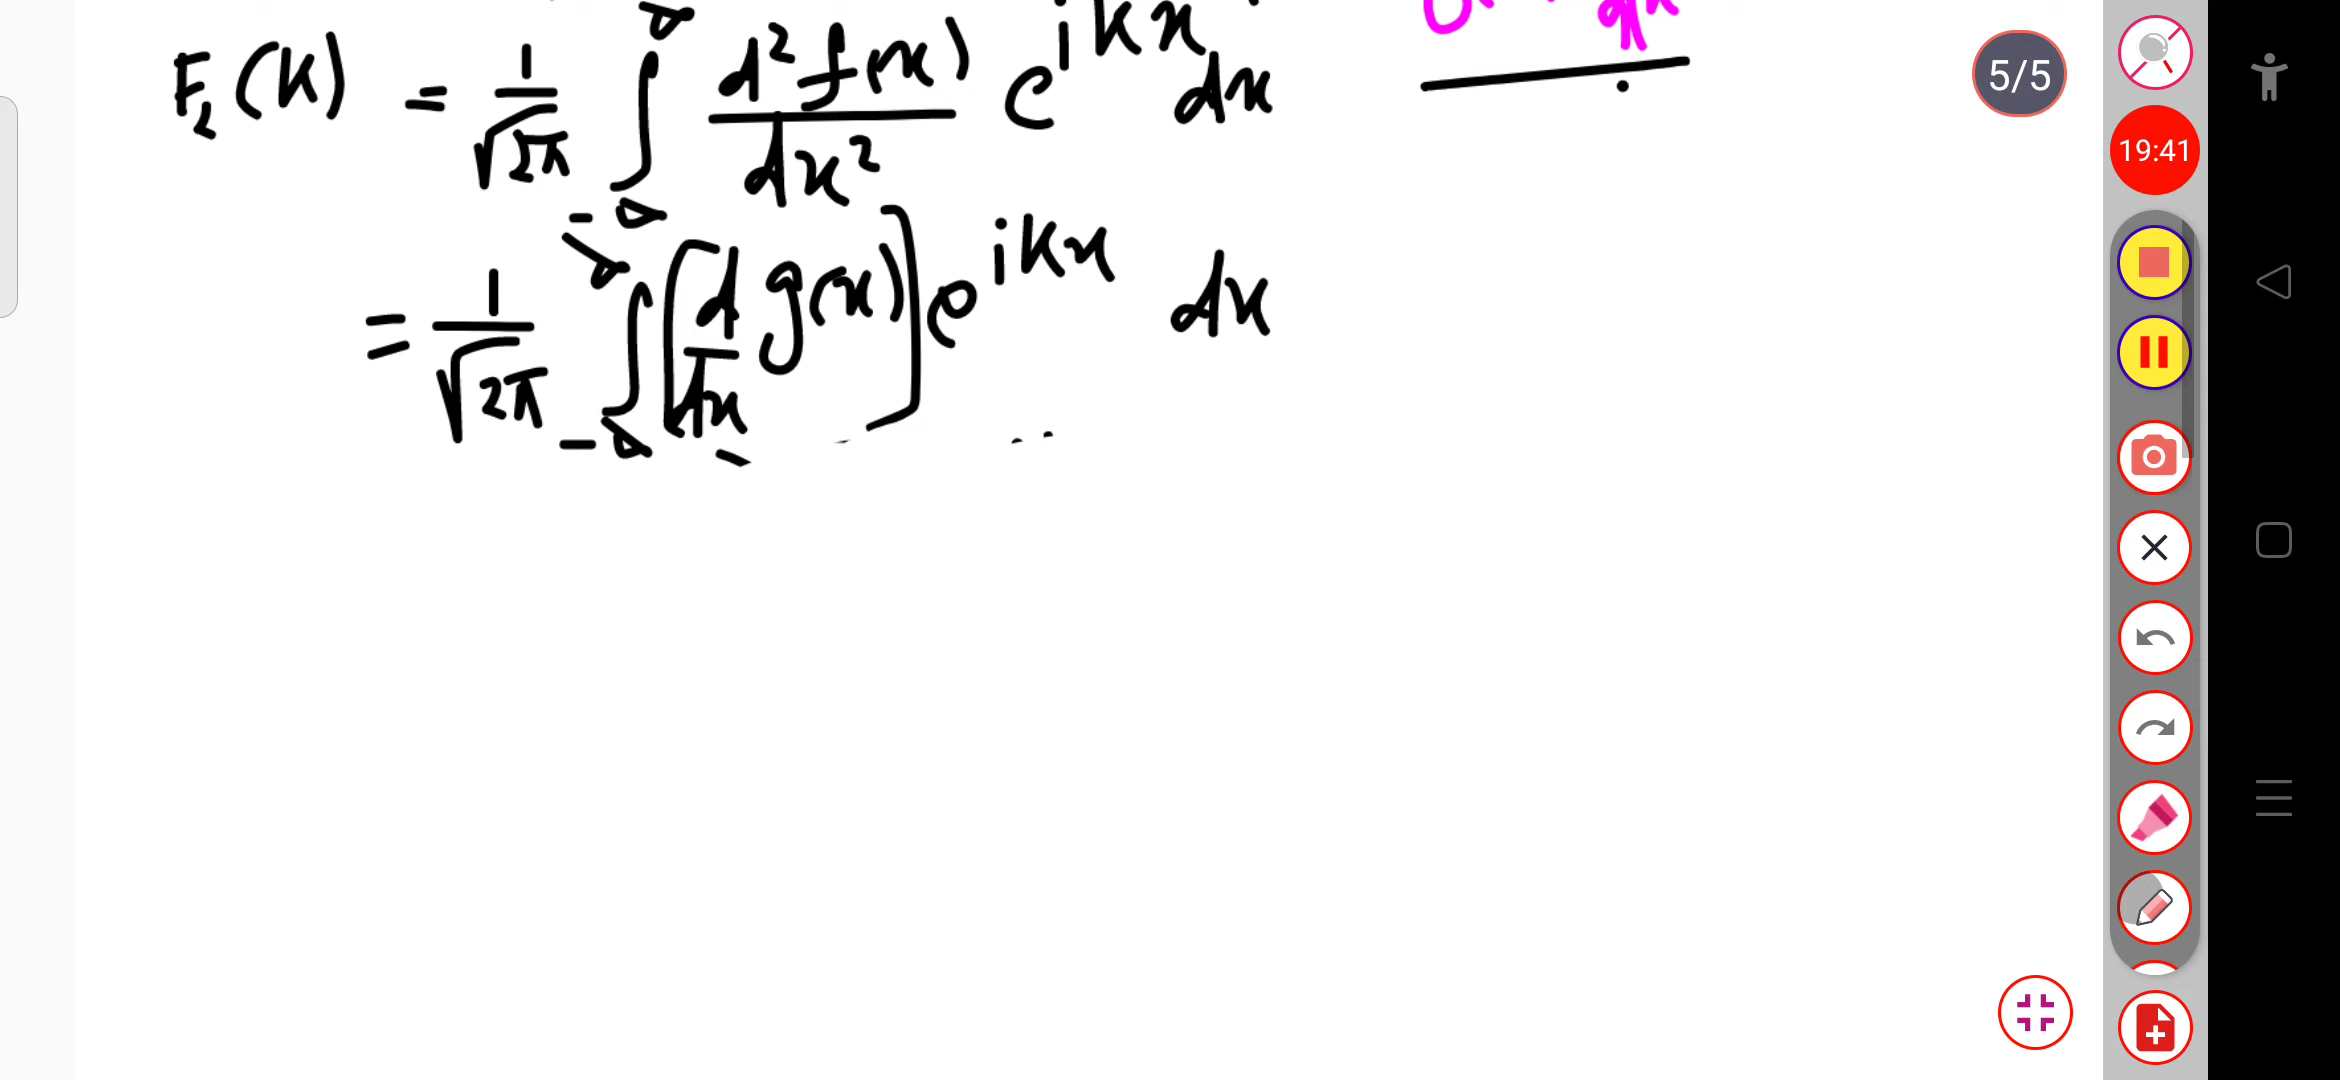 F₂(K) = 1/√2π ∫_{-∞}^{∞} d²f(x)/dx² e^{ikx} dx
5/5
19:41
= 1/√2π ∫_{-∞}^{∞} [d/dx g(x)] e^{ikx} dx